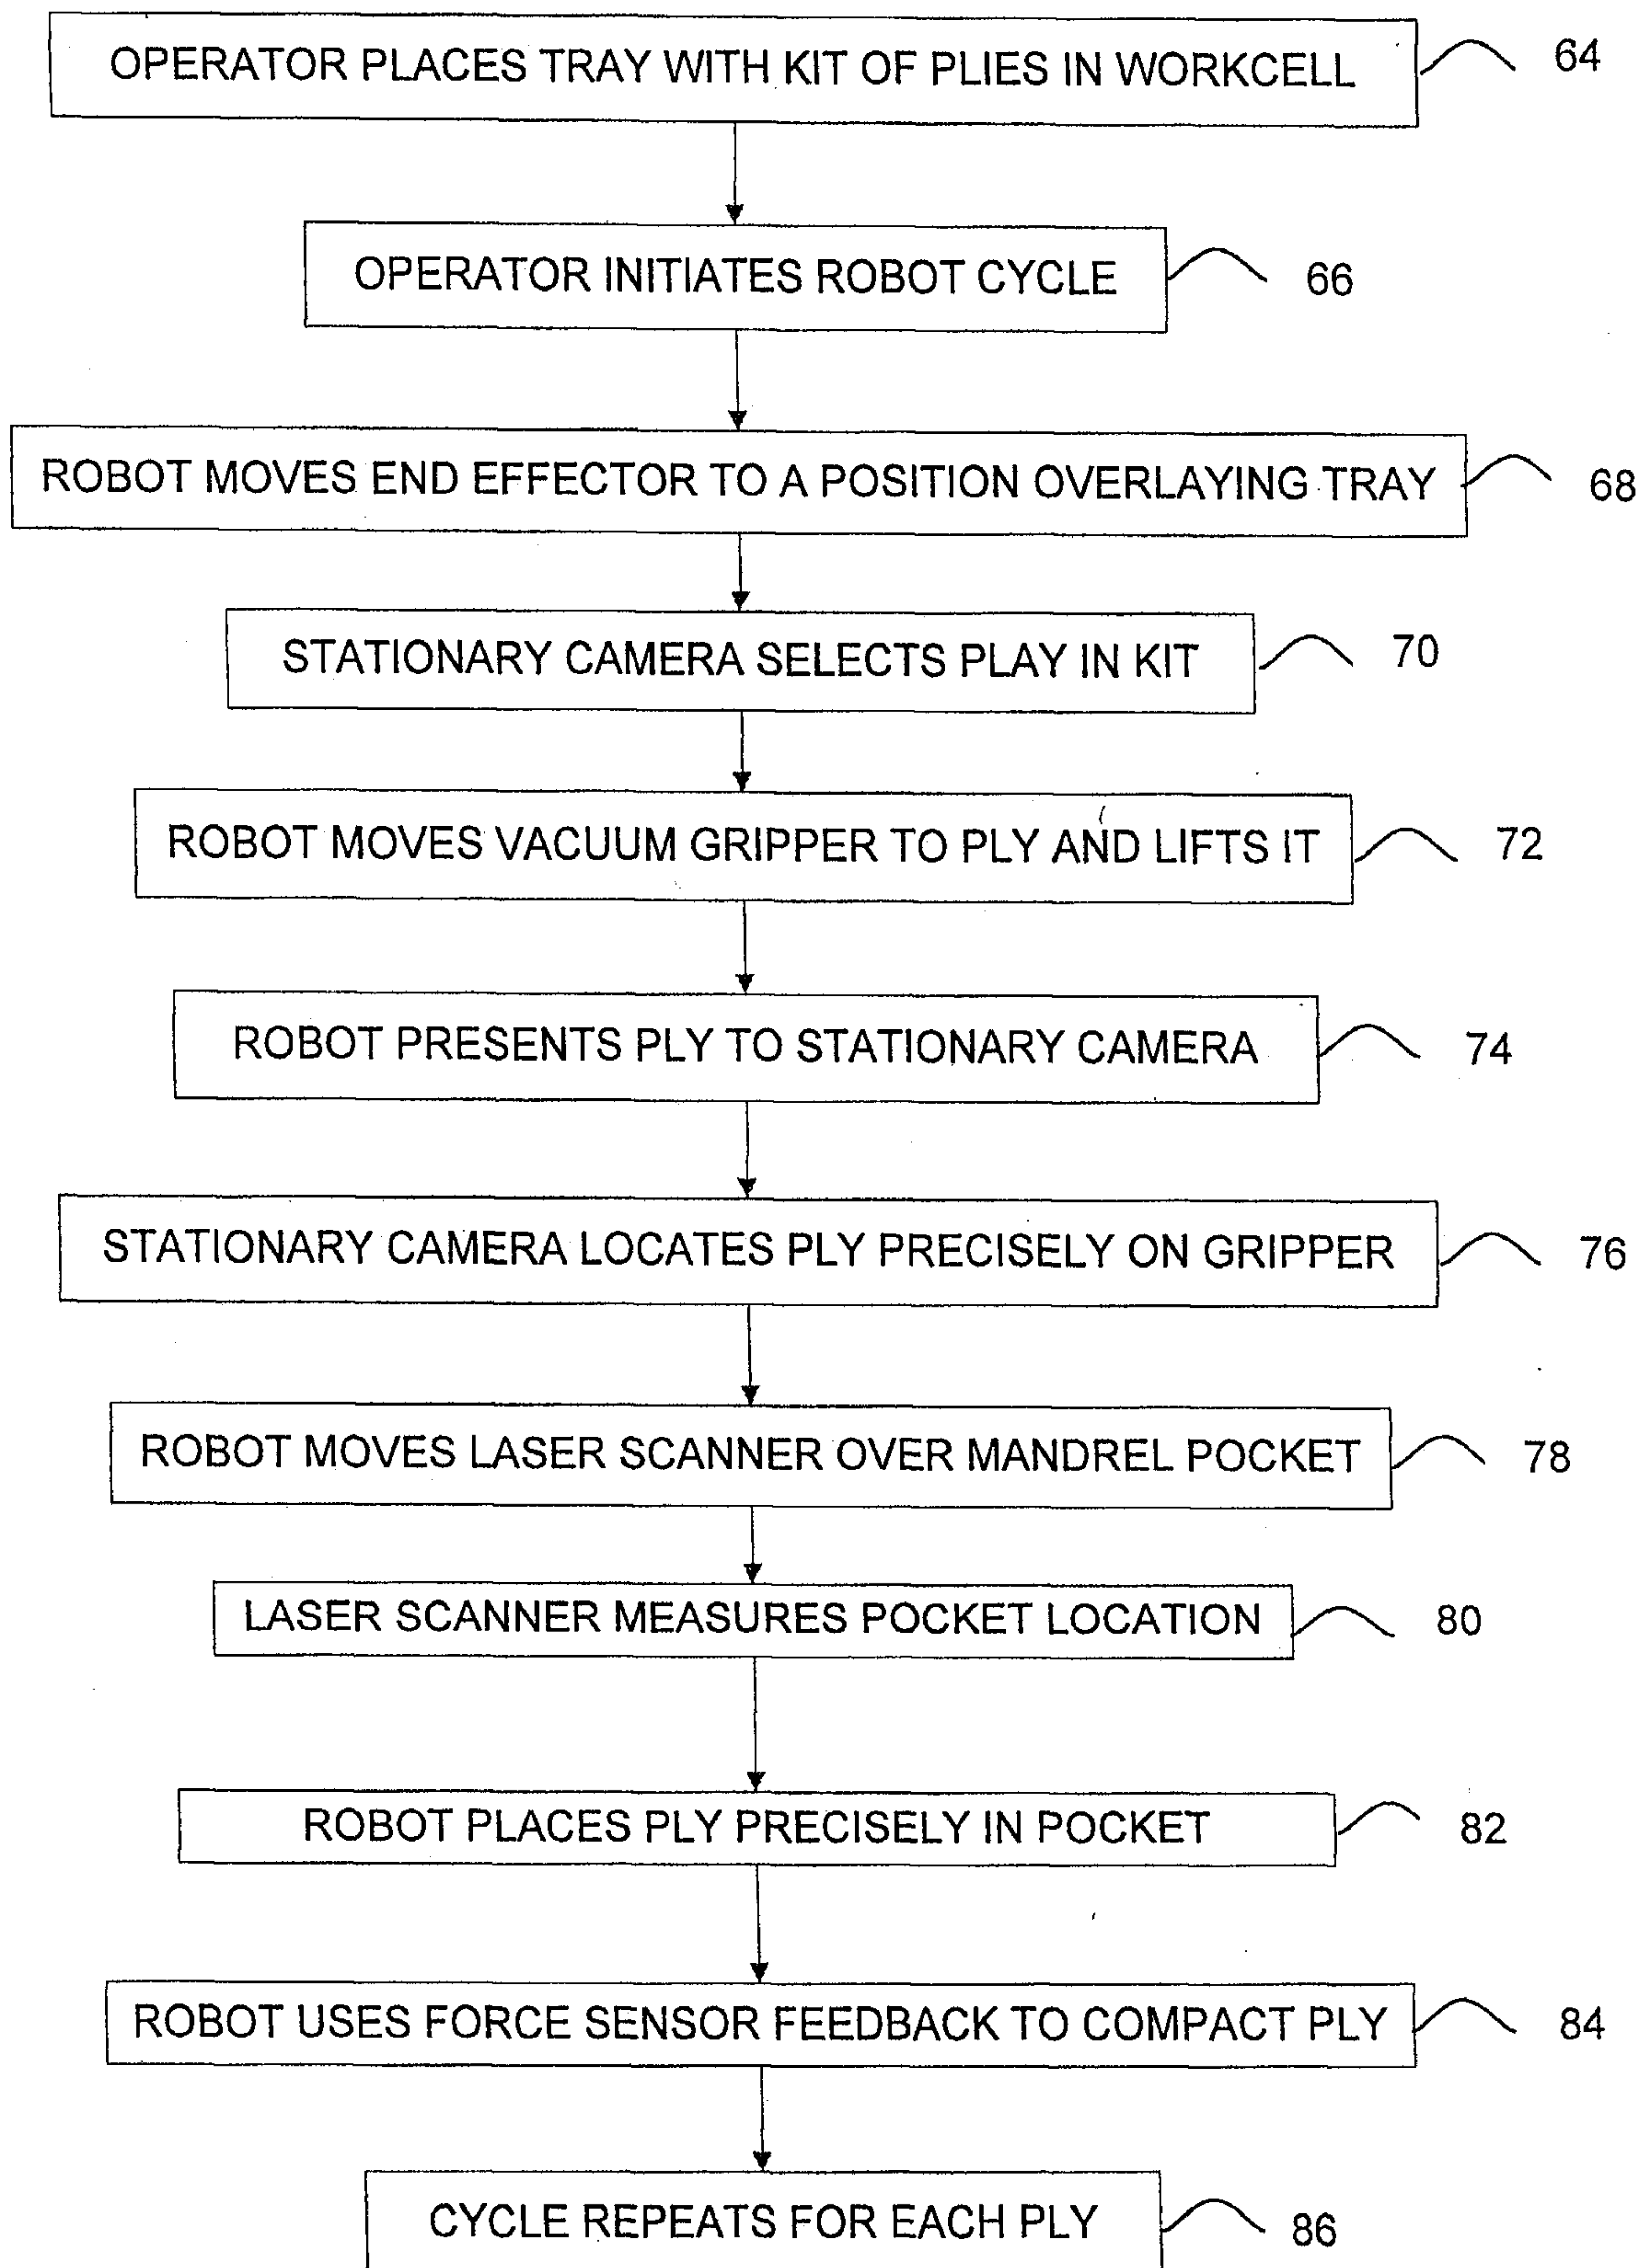 OPERATOR PLACES TRAY WITH KIT OF PLIES IN WORKCELL
64
OPERATOR INITIATES ROBOT CYCLE
66
ROBOT MOVES END EFFECTOR TO A POSITION OVERLAYING TRAY
68
STATIONARY CAMERA SELECTS PLAY IN KIT
70
ROBOT MOVES VACUUM GRIPPER TO PLY AND LIFTS IT
72
ROBOT PRESENTS PLY TO STATIONARY CAMERA
74
STATIONARY CAMERA LOCATES PLY PRECISELY ON GRIPPER
76
ROBOT MOVES LASER SCANNER OVER MANDREL POCKET
78
LASER SCANNER MEASURES POCKET LOCATION
80
ROBOT PLACES PLY PRECISELY IN POCKET
82
ROBOT USES FORCE SENSOR FEEDBACK TO COMPACT PLY
84
CYCLE REPEATS FOR EACH PLY
86